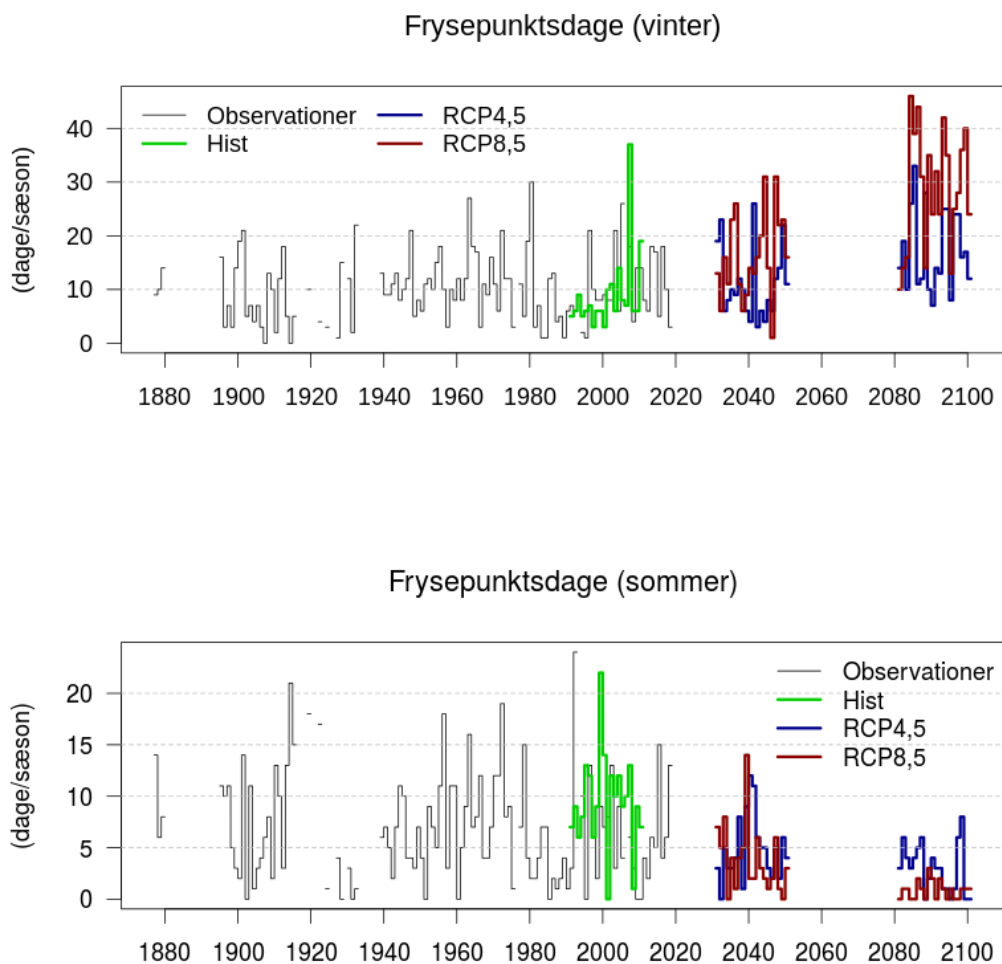 Frysepunktsdage (vinter)
(dage/sæson)
Observationer
Hist
RCP4,5
RCP8,5
40
30
20
10
0
1880 1900 1920 1940 1960 1980 2000 2020 2040 2060 2080 2100
Frysepunktsdage (sommer)
(dage/sæson)
Observationer
Hist
RCP4,5
RCP8,5
20
15
10
5
0
1880 1900 1920 1940 1960 1980 2000 2020 2040 2060 2080 2100